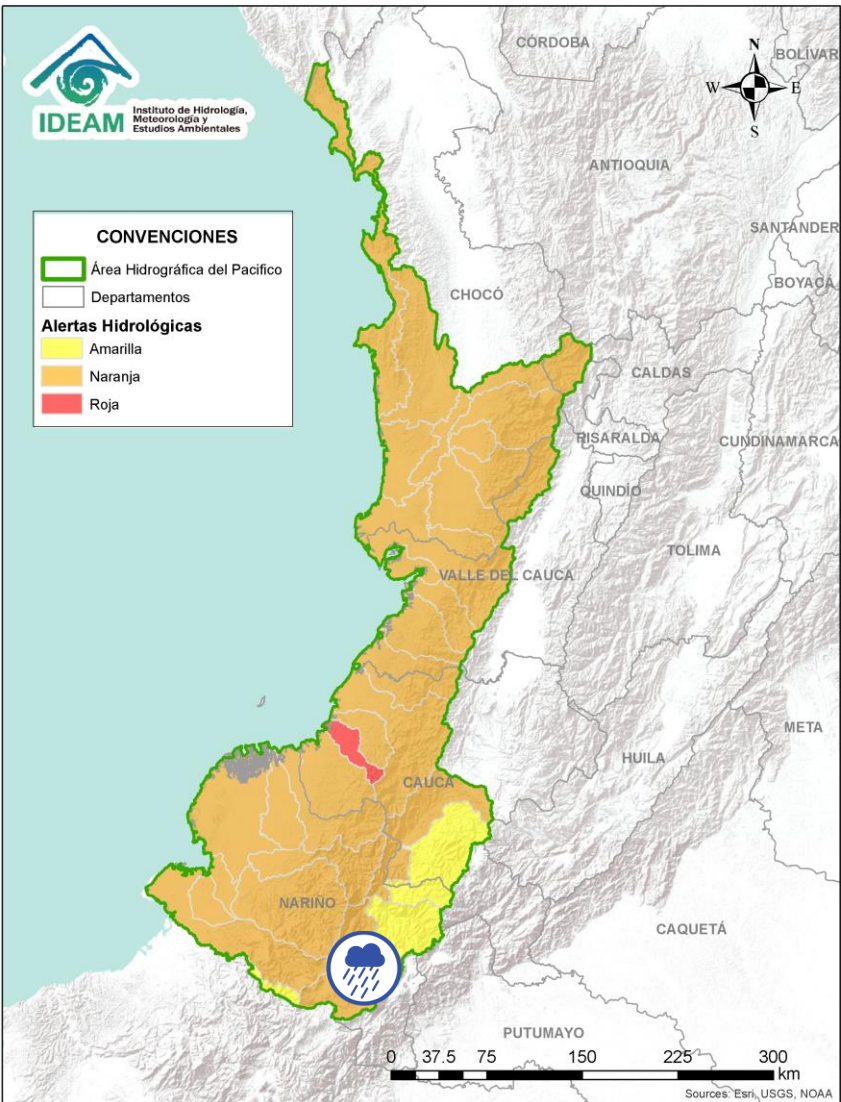 IDEAM
Instituto de Hidrología,
Meteorología y
Estudios Ambientales
N
W E
S
CÓRDOBA
BOLÍVAR
ANTIOQUIA
SANTANDER
BOYACÁ
CHOCÓ
CALDAS
RISARALDA
CUNDINAMARCA
QUINDÍO
TOLIMA
VALLE DEL CAUCA
META
HUILA
CAUCA
NARIÑO
CAQUETÁ
PUTUMAYO
CONVENCIONES
Área Hidrográfica del Pacifico
Departamentos
Alertas Hidrológicas
Amarilla
Naranja
Roja
0 37.5 75 150 225 300
km
Sources: Esri, USGS, NOAA